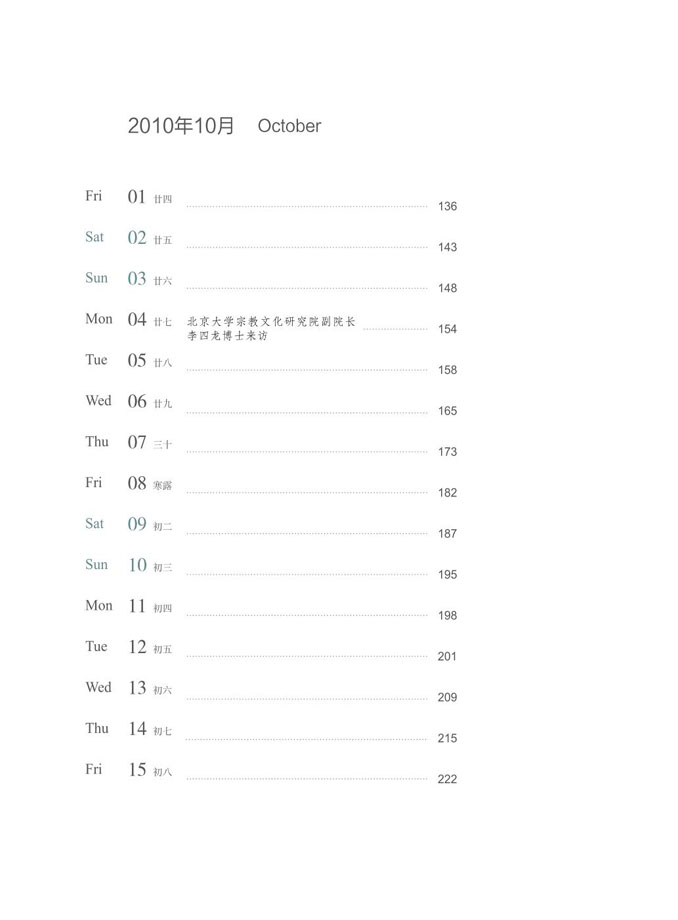 2010年10月 October
Fri 01 廿四 136
Sat 02 廿五 143
Sun 03 廿六 148
Mon 04 廿七 北京大学宗教文化研究院副院长 154
李四龙博士来访
Tue 05 廿八 158
Wed 06 廿九 165
Thu 07 三十 173
Fri 08 寒露 182
Sat 09 初二 187
Sun 10 初三 195
Mon 11 初四 198
Tue 12 初五 201
Wed 13 初六 209
Thu 14 初七 215
Fri 15 初八 222